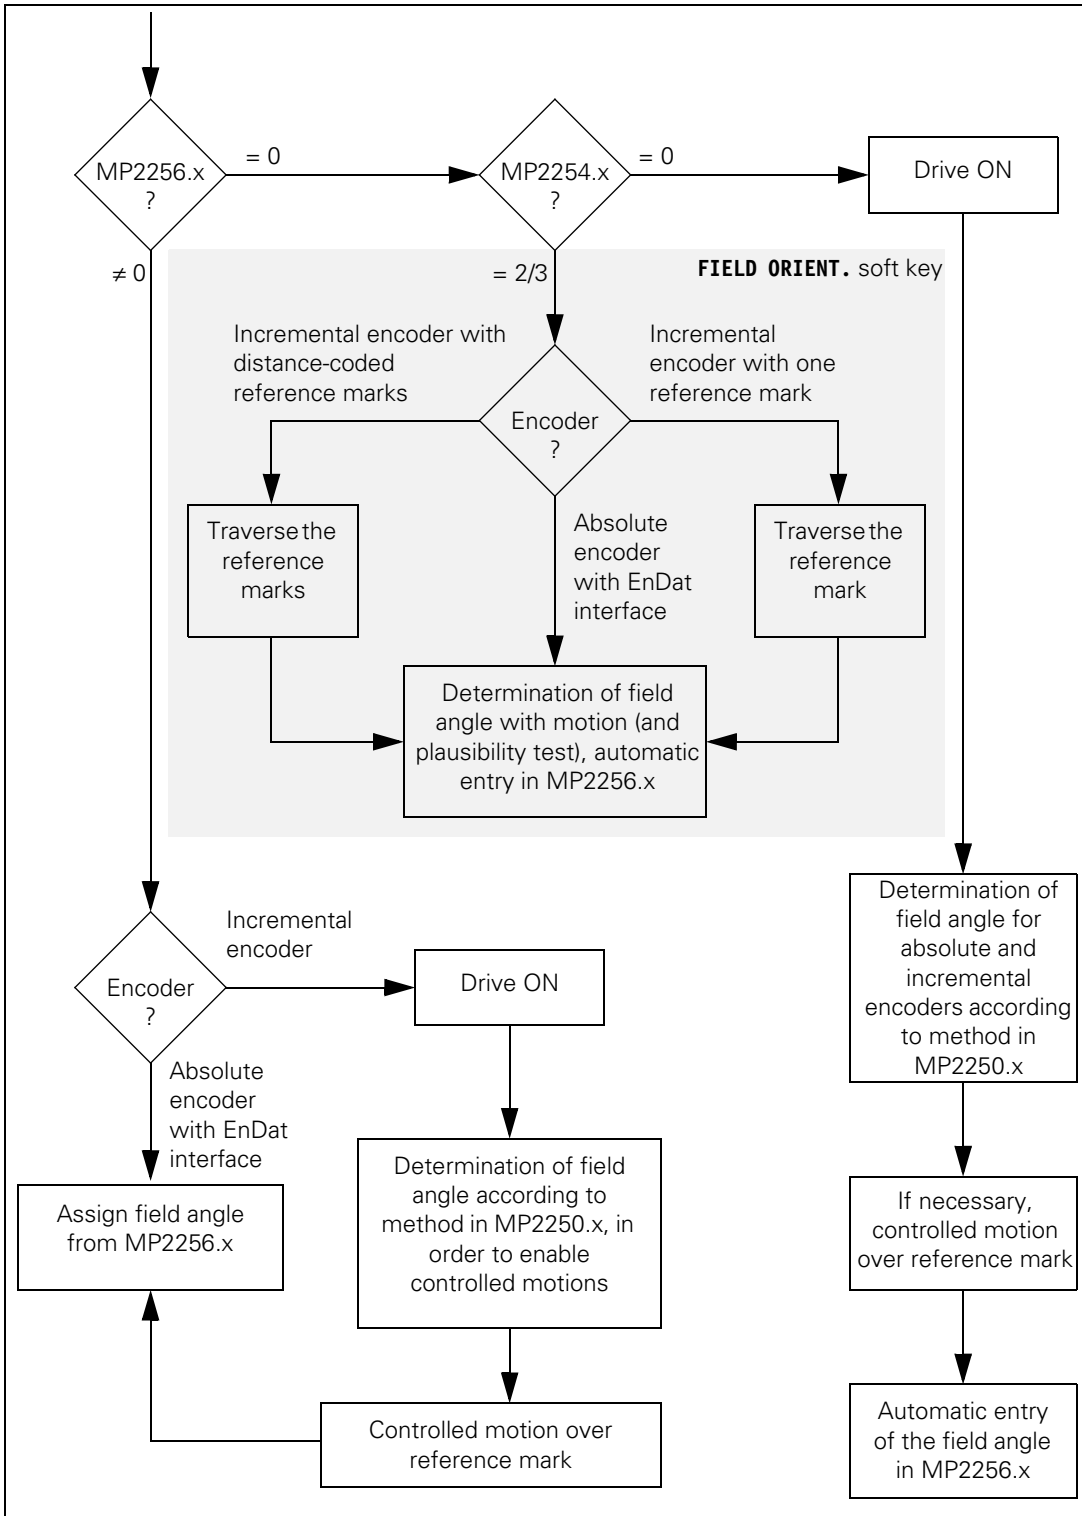 MP2256.x
?
= 0
MP2254.x
?
= 0
Drive ON
≠ 0
= 2/3
FIELD ORIENT. soft key
Incremental encoder with
distance-coded
reference marks
Incremental
encoder with one
reference mark
Encoder
?
Traverse the
reference
marks
Absolute
encoder
with EnDat
interface
Traverse the
reference
mark
Determination of field
angle with motion (and
plausibility test), automatic
entry in MP2256.x
Encoder
?
Incremental
encoder
Drive ON
Determination of
field angle for
absolute and
incremental
encoders according
to method in
MP2250.x
Absolute
encoder
with EnDat
interface
Assign field angle
from MP2256.x
Determination of field
angle according to
method in MP2250.x, in
order to enable
controlled motions
If necessary,
controlled motion
over reference mark
Controlled motion over
reference mark
Automatic entry
of the field angle
in MP2256.x